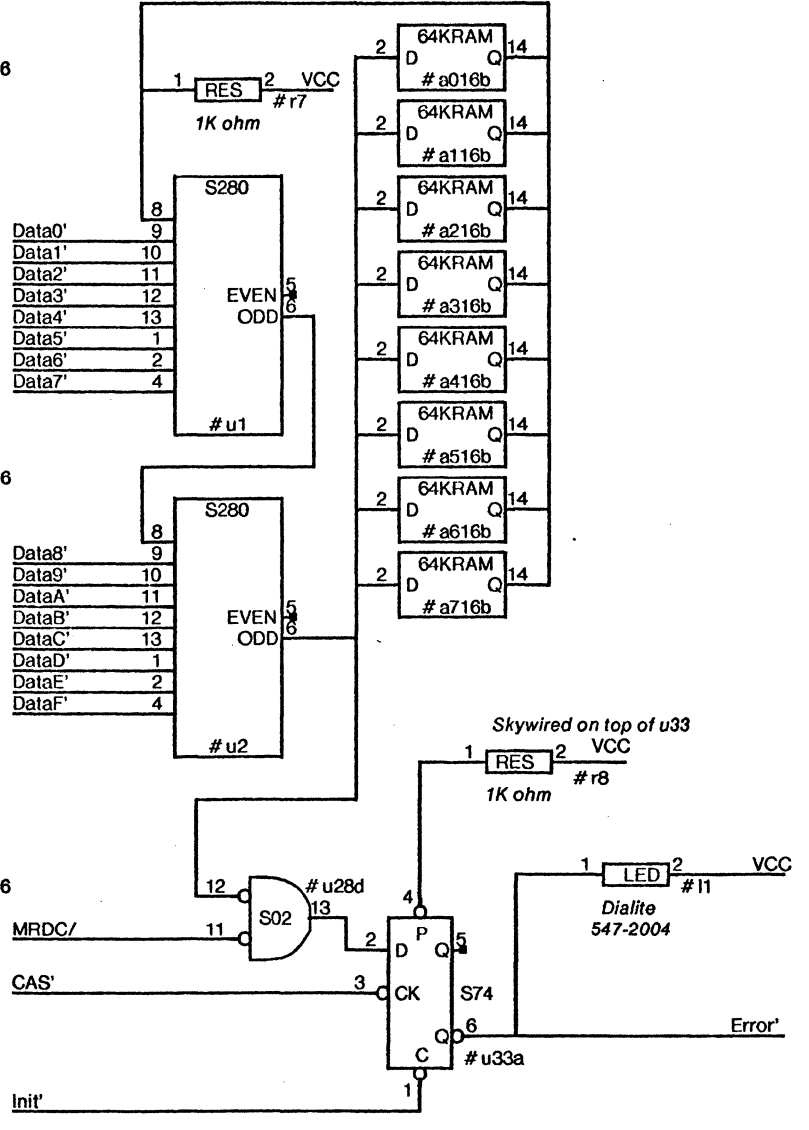 64KRAM
2 D Q 14
# a016b
6
1 RES 2 VCC
# r7
1K ohm
64KRAM
2 D Q 14
# a116b
S280
8
Data0' 9
Data1' 10
Data2' 11
Data3' 12
Data4' 13
Data5' 1
Data6' 2
Data7' 4
EVEN 5
ODD 6
# u1
64KRAM
2 D Q 14
# a216b
64KRAM
2 D Q 14
# a316b
64KRAM
2 D Q 14
# a416b
64KRAM
2 D Q 14
# a516b
6
S280
8
Data8' 9
Data9' 10
DataA' 11
DataB' 12
DataC' 13
DataD' 1
DataE' 2
DataF' 4
EVEN 5
ODD 6
# u2
64KRAM
2 D Q 14
# a616b
64KRAM
2 D Q 14
# a716b
Skywired on top of u33
1 RES 2 VCC
# r8
1K ohm
1 LED 2 VCC
# l1
Dialite
547-2004
6
12 # u28d
S02 13
MRDC/ 11
4
P
2 D Q 5
CAS' 3 CK S74
Q 6 Error'
C # u33a
1
Init'